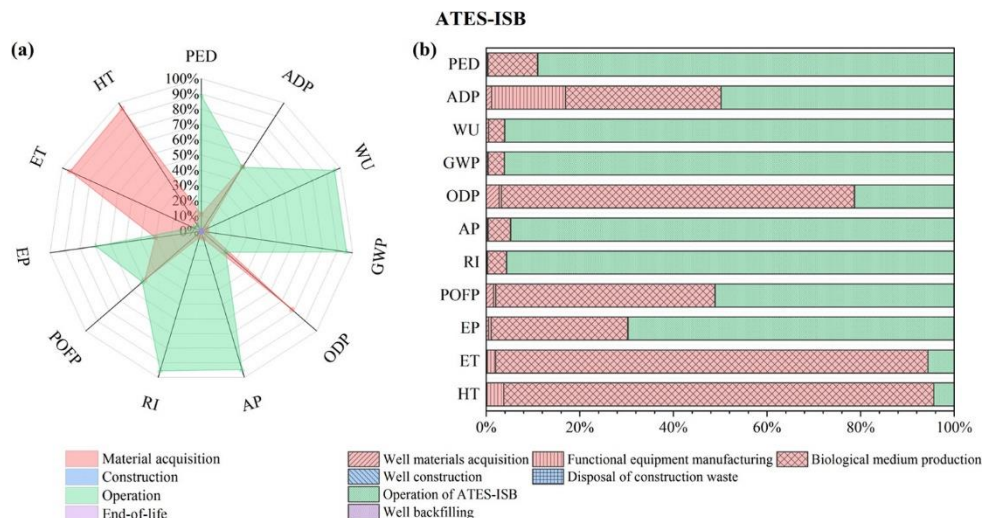 ATES-ISB
(a)
PED
ADP
WU
GWP
ODP
AP
RI
POFP
EP
ET
HT
100%
90%
80%
70%
60%
50%
40%
30%
20%
10%
0%
(b)
PED
ADP
WU
GWP
ODP
AP
RI
POFP
EP
ET
HT
0% 20% 40% 60% 80% 100%
Material acquisition
Construction
Operation
End-of-life
Well materials acquisition Functional equipment manufacturing Biological medium production
Well construction Disposal of construction waste
Operation of ATES-ISB
Well backfilling